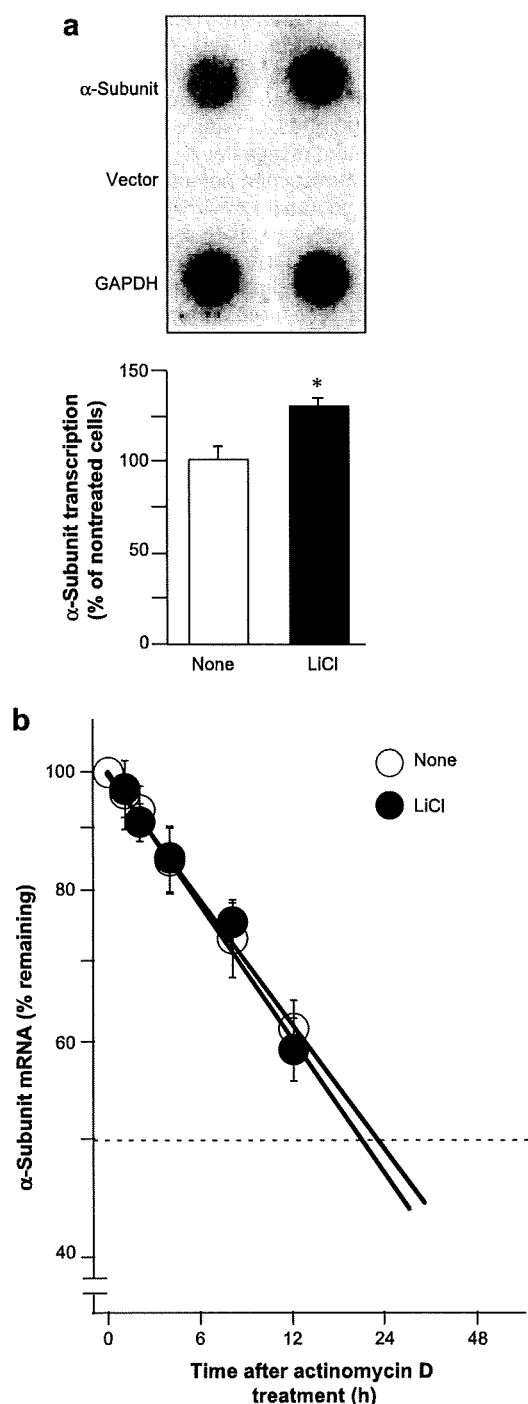 a
α-Subunit
Vector
GAPDH
α-Subunit transcription
(% of nontreated cells)
150
100
50
0
*
None
LiCl
b
α-Subunit mRNA (% remaining)
100
80
60
40
None
LiCl
0
6
12
24
48
Time after actinomycin D
treatment (h)